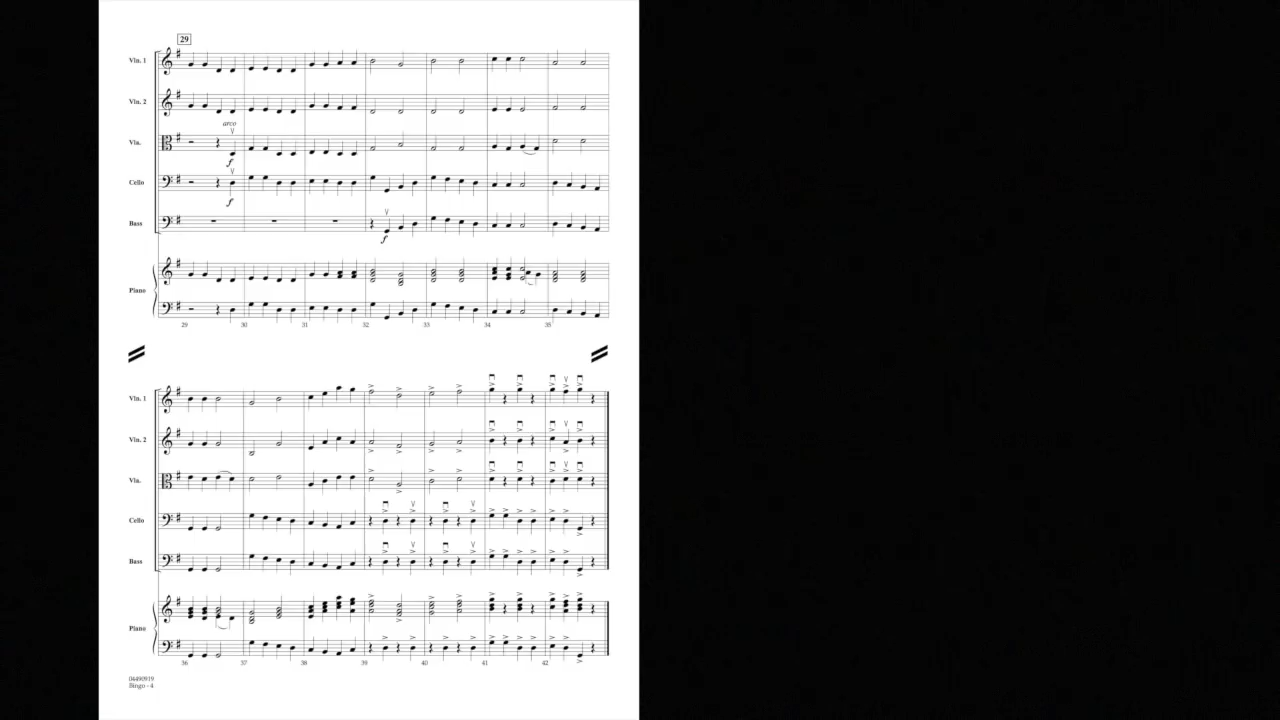 29
Vln. 1
Vln. 2
arco
Vla.
f
Cello
f
Bass
f
Piano
29 30 31 32 33 34 35
Vln. 1
Vln. 2
Vla.
Cello
Bass
Piano
36 37 38 39 40 41 42
04490919
Bingo - 4